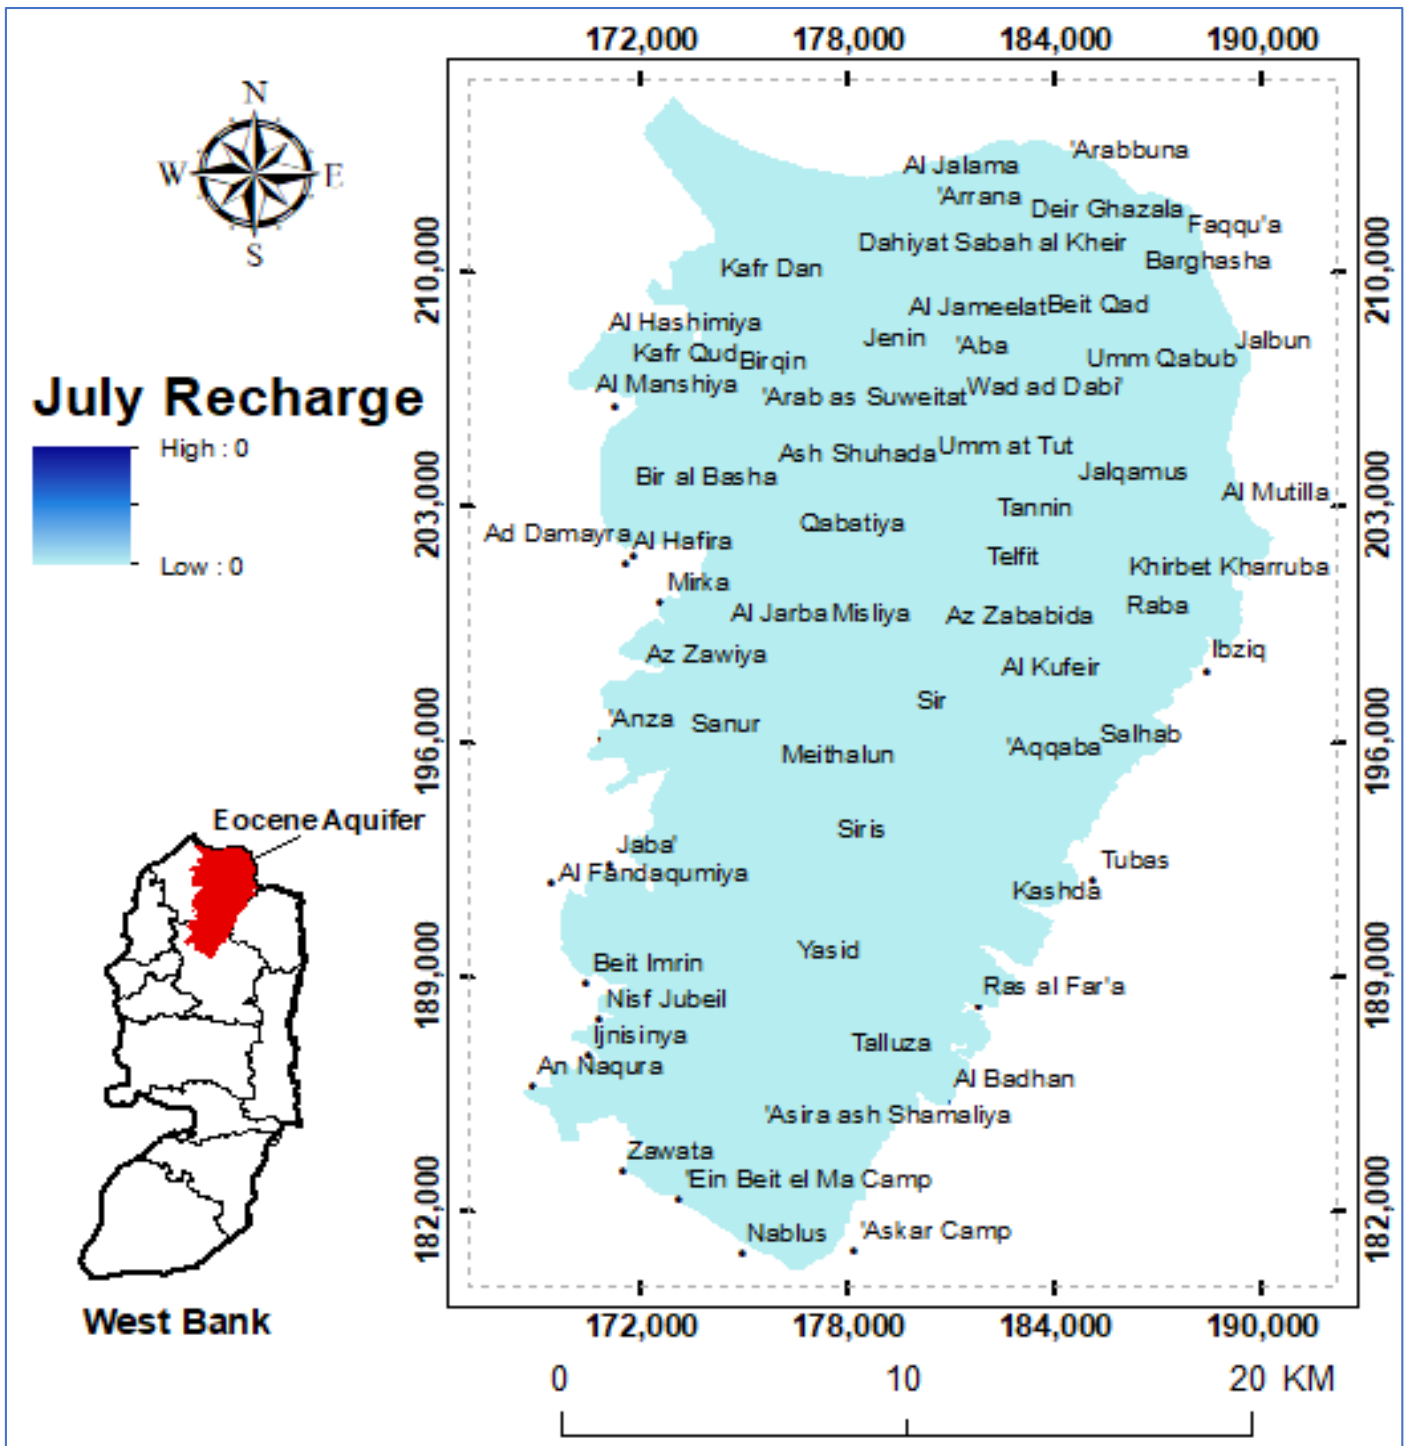 172,000 178,000 184,000 190,000
N
W E
S
'Arabbuna
Al Jalama
'Arrana
Deir Ghazala
Faqqu'a
Dahiyat Sabah al Kheir
Barghasha
Kafr Dan
210,000
210,000
Al Jameelat Beit Qad
Al Hashimiya
Jenin
'Aba
Jalbun
Kafr Qud Birqin
Umm Qabub
July Recharge
Al Manshiya
'Arab as Suweitat
Wad ad Dabi'
High : 0
Ash Shuhada
Umm at Tut
Bir al Basha
Jalqamus
Al Mutilla
203,000
203,000
Tannin
Qabatiya
Ad Damayra Al Hafira
Telfit
Low : 0
Khirbet Kharruba
Mirka
Al Jarba Misliya
Az Zababida
Raba
Az Zawiya
Ibziq
Al Kufeir
Sir
'Anza
Sanur
196,000
196,000
Meithalun
'Aqqaba
Salhab
Eocene Aquifer
Siris
Jaba'
Tubas
Al Fandaqumiya
Kashda
Yasid
Beit Imrin
189,000
189,000
Ras al Far'a
Nisf Jubeil
Ijnisinya
Talluza
An Naqura
Al Badhan
'Asira ash Shamaliya
Zawata
'Ein Beit el Ma Camp
182,000
182,000
Nablus
'Askar Camp
West Bank
172,000 178,000 184,000 190,000
0 10 20 KM